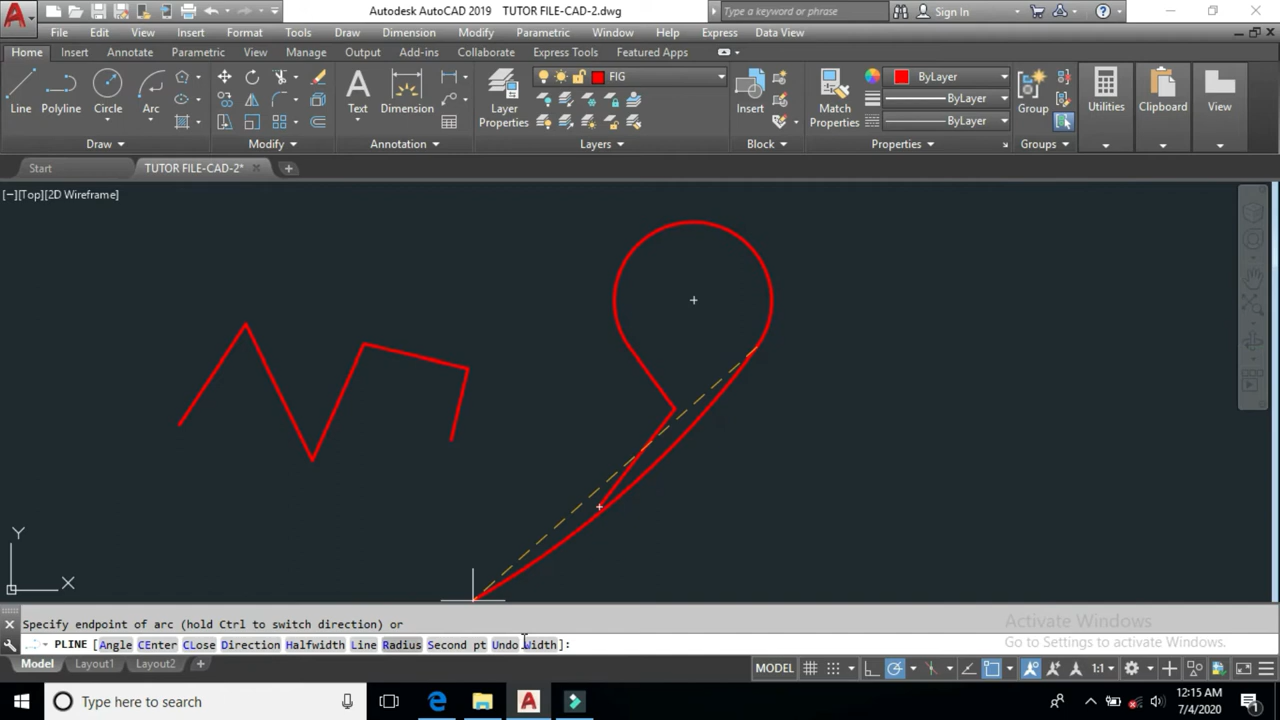 Autodesk AutoCAD 2019 TUTOR FILE-CAD-2.dwg
Type a keyword or phrase
Sign In
File Edit View Insert Format Tools Draw Dimension Modify Parametric Window Help Express Data View
Home Insert Annotate Parametric View Manage Output Add-ins Collaborate Express Tools Featured Apps
FIG
ByLayer
ByLayer
ByLayer
Line Polyline Circle Arc Text Dimension Layer Properties Insert Match Properties Group Utilities Clipboard View
Draw Modify Annotation Layers Block Properties Groups
Start TUTOR FILE-CAD-2*
[−][Top][2D Wireframe]
Y
X
Specify endpoint of arc (hold Ctrl to switch direction) or
PLINE [Angle CEnter CLose Direction Halfwidth Line Radius Second pt Undo Width]:
Activate Windows
Go to Settings to activate Windows.
Model Layout1 Layout2
MODEL
1:1
Type here to search
12:15 AM
7/4/2020
1